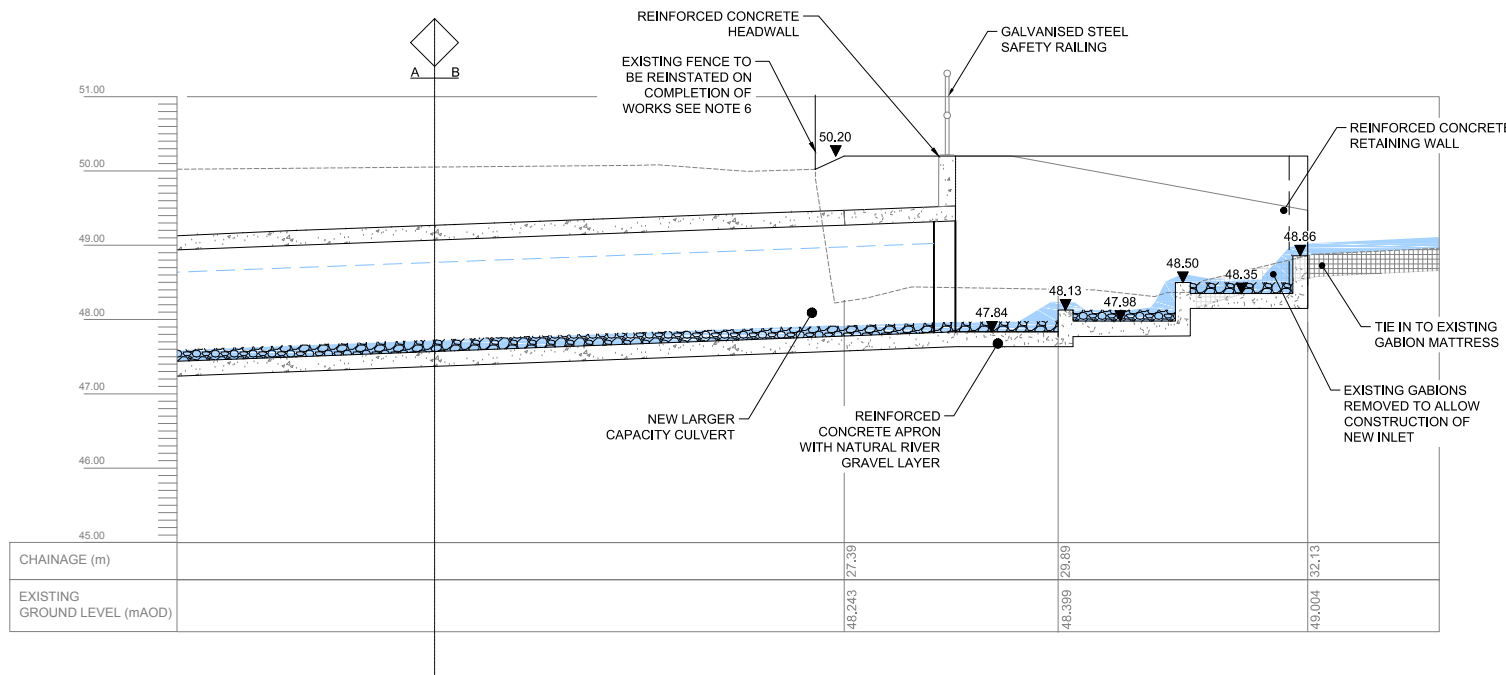 REINFORCED CONCRETE
HEADWALL
GALVANISED STEEL
SAFETY RAILING
EXISTING FENCE TO
BE REINSTATED ON
COMPLETION OF
WORKS SEE NOTE 6
A B
51.00
50.20
REINFORCED CONCRETE
RETAINING WALL
50.00
49.00
48.86
48.50
48.35
48.13
47.98
47.84
48.00
TIE IN TO EXISTING
GABION MATTRESS
47.00
EXISTING GABIONS
REMOVED TO ALLOW
CONSTRUCTION OF
NEW INLET
NEW LARGER
CAPACITY CULVERT
REINFORCED
CONCRETE APRON
WITH NATURAL RIVER
GRAVEL LAYER
46.00
45.00
CHAINAGE (m)
27.39
29.89
32.13
EXISTING
GROUND LEVEL (mAOD)
48.243
48.399
49.004